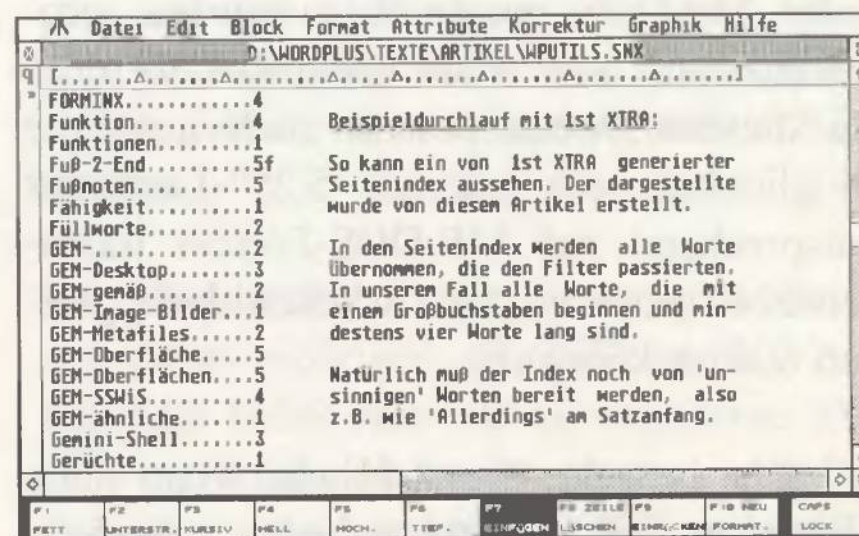 Datei Edit Block Format Attribute Korrektur Graphik Hilfe
D:\WORDPLUS\TEXTE\ARTIKEL\WPUTILS.SNX
FORMINX............4
Funktion...........4
Funktionen.........1
Fuß-2-End..........5f
Fußnoten...........5
Fähigkeit..........1
Füllworte..........2
GEM-...............2
GEM-Desktop........3
GEM-gemäß..........2
GEM-Image-Bilder...1
GEM-Metafiles......2
GEM-Oberfläche.....5
GEM-Oberflächen....5
GEM-SSWiS..........4
GEM-ähnliche.......1
Gemini-Shell.......3
Gerüchte...........1
Beispieldurchlauf mit 1st XTRA:
So kann ein von 1st XTRA generierter
Seitenindex aussehen. Der dargestellte
wurde von diesem Artikel erstellt.
In den Seitenindex werden alle Worte
übernommen, die den Filter passierten.
In unserem Fall alle Worte, die mit
einem Großbuchstaben beginnen und min-
destens vier Worte lang sind.
Natürlich muß der Index noch von 'un-
sinnigen' Worten bereit werden, also
z.B. wie 'Allerdings' am Satzanfang.
F1 FETT
F2 UNTERSTR.
F3 KURSIV
F4 HELL
F5 HOCH.
F6 TIEF.
F7 EINFÜGEN
F8 ZEILE LÖSCHEN
F9 EINRÜCKEN
F10 NEU FORMAT.
CAPS LOCK